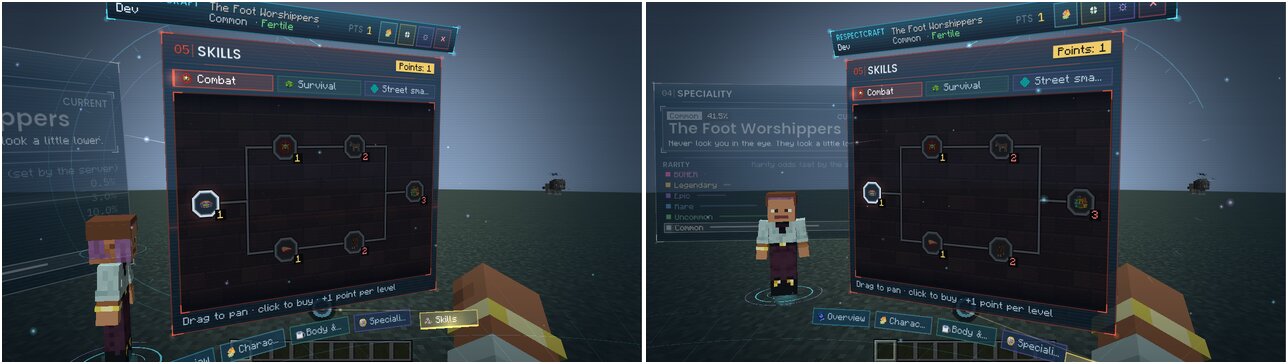 Dev
The Foot Worshippers
Common · Fertile
PTS 1
X
05 | SKILLS
Points: 1
Combat
Survival
Street sma...
CURRENT
ppers
look a little lower.
(set by the server)
0.5%
10.0%
1
1
2
3
1
2
Drag to pan · click to buy · +1 point per level
Charac...
Body &...
Speciali...
Skills
RESPECTCRAFT
Dev
The Foot Worshippers
Common · Fertile
PTS 1
X
05 | SKILLS
Points: 1
Combat
Survival
Street sma...
04 | SPECIALITY
Common 41.5%
The Foot Worshippers
Never look you in the eye. They look a little lo
RARITY
Rarity odds (set by the
Legendary
Epic
Rare
Uncommon
Common
1
1
2
3
1
2
Drag to pan · click to buy · +1 point per level
Overview
Charac...
Body &...
Speciali...